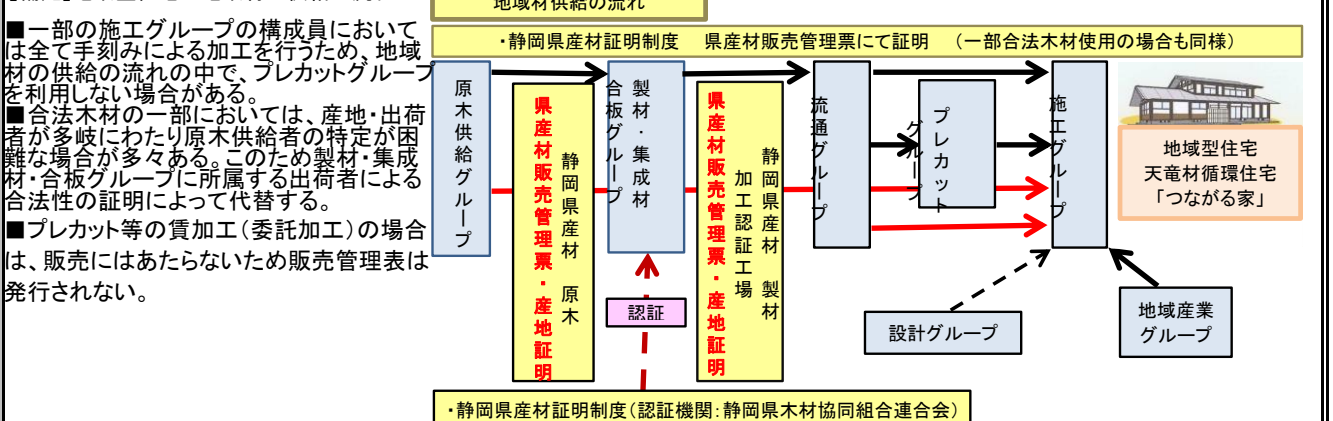 地域材供給の流れ
■一部の施工グループの構成員において
は全て手刻みによる加工を行うため、地域
材の供給の流れの中で、プレカットグループ
を利用しない場合がある。
■合法木材の一部においては、産地・出荷
者が多岐にわたり原木供給者の特定が困
難な場合が多々ある。このため製材・集成
材・合板グループに所属する出荷者による
合法性の証明によって代替する。
■プレカット等の賃加工（委託加工）の場合
は、販売にはあたらないため販売管理表は
発行されない。
・静岡県産材証明制度　県産材販売管理票にて証明　（一部合法木材使用の場合も同様）
原木供給グループ
県産材販売管理票・産地証明
静岡県産材　原木
製材・集成材
合板グループ
認証
県産材販売管理票・産地証明
静岡県産材　製材
加工認証工場
流通グループ
プレカット
グループ
施工グループ
地域型住宅
天竜材循環住宅
「つながる家」
設計グループ
地域産業
グループ
・静岡県産材証明制度（認証機関：静岡県木材協同組合連合会）